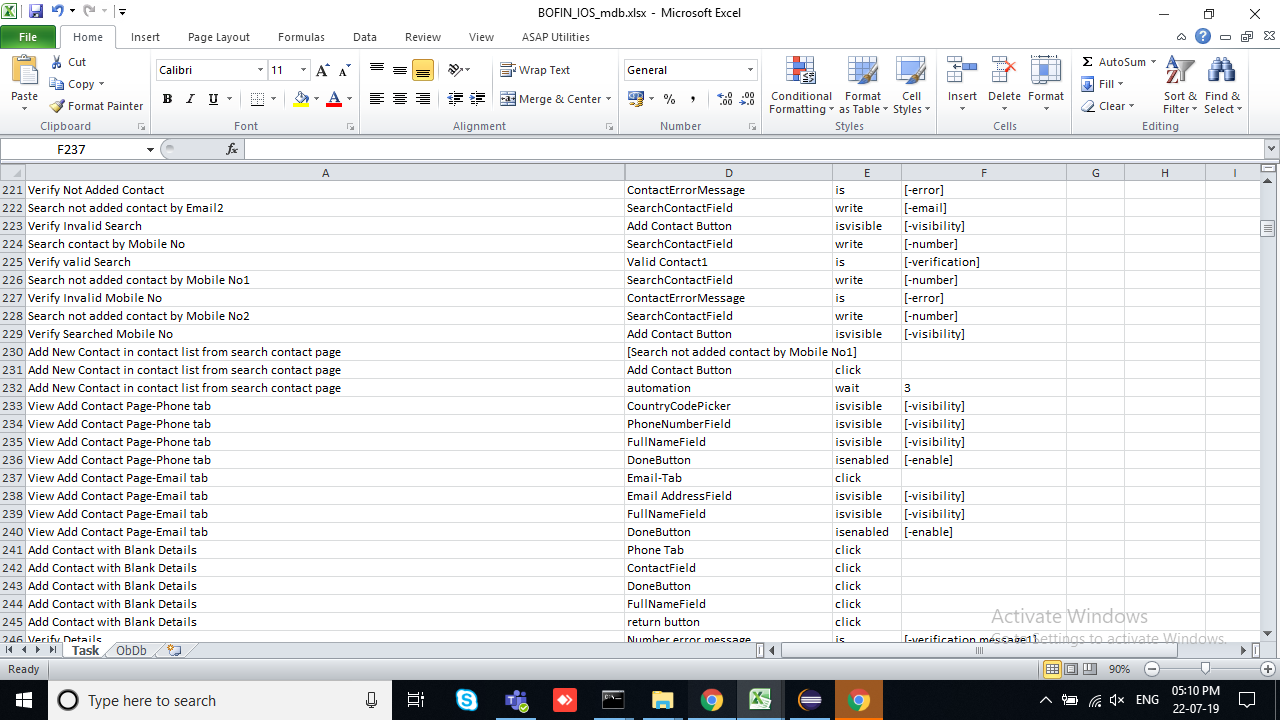 BOFIN_IOS_mdb.xlsx - Microsoft Excel
File Home Insert Page Layout Formulas Data Review View ASAP Utilities
Paste Cut Copy Format Painter Clipboard
Calibri 11 B I U A Font
Wrap Text Merge & Center Alignment
General % , Number
Conditional Formatting Format as Table Cell Styles Styles
Insert Delete Format Cells
Σ AutoSum Fill Clear Sort & Filter Find & Select Editing
F237 fx
A D E F G H I
221 Verify Not Added Contact ContactErrorMessage is [-error]
222 Search not added contact by Email2 SearchContactField write [-email]
223 Verify Invalid Search Add Contact Button isvisible [-visibility]
224 Search contact by Mobile No SearchContactField write [-number]
225 Verify valid Search Valid Contact1 is [-verification]
226 Search not added contact by Mobile No1 SearchContactField write [-number]
227 Verify Invalid Mobile No ContactErrorMessage is [-error]
228 Search not added contact by Mobile No2 SearchContactField write [-number]
229 Verify Searched Mobile No Add Contact Button isvisible [-visibility]
230 Add New Contact in contact list from search contact page [Search not added contact by Mobile No1]
231 Add New Contact in contact list from search contact page Add Contact Button click
232 Add New Contact in contact list from search contact page automation wait 3
233 View Add Contact Page-Phone tab CountryCodePicker isvisible [-visibility]
234 View Add Contact Page-Phone tab PhoneNumberField isvisible [-visibility]
235 View Add Contact Page-Phone tab FullNameField isvisible [-visibility]
236 View Add Contact Page-Phone tab DoneButton isenabled [-enable]
237 View Add Contact Page-Email tab Email-Tab click
238 View Add Contact Page-Email tab Email AddressField isvisible [-visibility]
239 View Add Contact Page-Email tab FullNameField isvisible [-visibility]
240 View Add Contact Page-Email tab DoneButton isenabled [-enable]
241 Add Contact with Blank Details Phone Tab click
242 Add Contact with Blank Details ContactField click
243 Add Contact with Blank Details DoneButton click
244 Add Contact with Blank Details FullNameField click
245 Add Contact with Blank Details return button click
246 Verify Details Number error message is [-verification message1]
Activate Windows
Go to Settings to activate Windows.
Task ObDb
Ready 90%
Type here to search ENG 05:10 PM
22-07-19